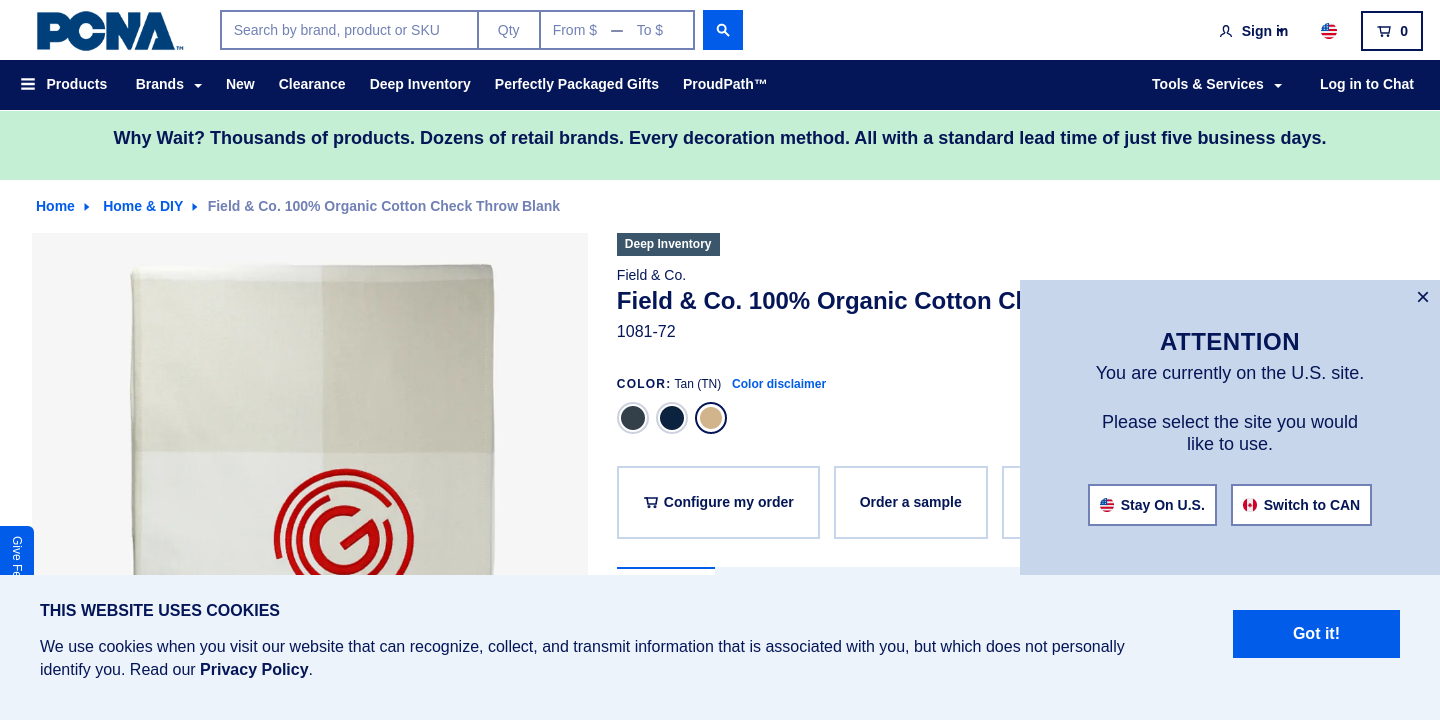 PCNA™
Search by brand, product or SKU
Qty
From $ — To $
Sign in
0
Products
Brands
New
Clearance
Deep Inventory
Perfectly Packaged Gifts
ProudPath™
Tools & Services
Log in to Chat
Why Wait? Thousands of products. Dozens of retail brands. Every decoration method. All with a standard lead time of just five business days.
Home
Home & DIY
Field & Co. 100% Organic Cotton Check Throw Blank
Deep Inventory
Field & Co.
Field & Co. 100% Organic Cotton
1081-72
COLOR: Tan (TN) Color disclaimer
Configure my order
Order a sample
×
ATTENTION
You are currently on the U.S. site.
Please select the site you would
like to use.
Stay On U.S.
Switch to CAN
Give
THIS WEBSITE USES COOKIES
We use cookies when you visit our website that can recognize, collect, and transmit information that is associated with you, but which does not personally
identify you. Read our Privacy Policy.
Got it!